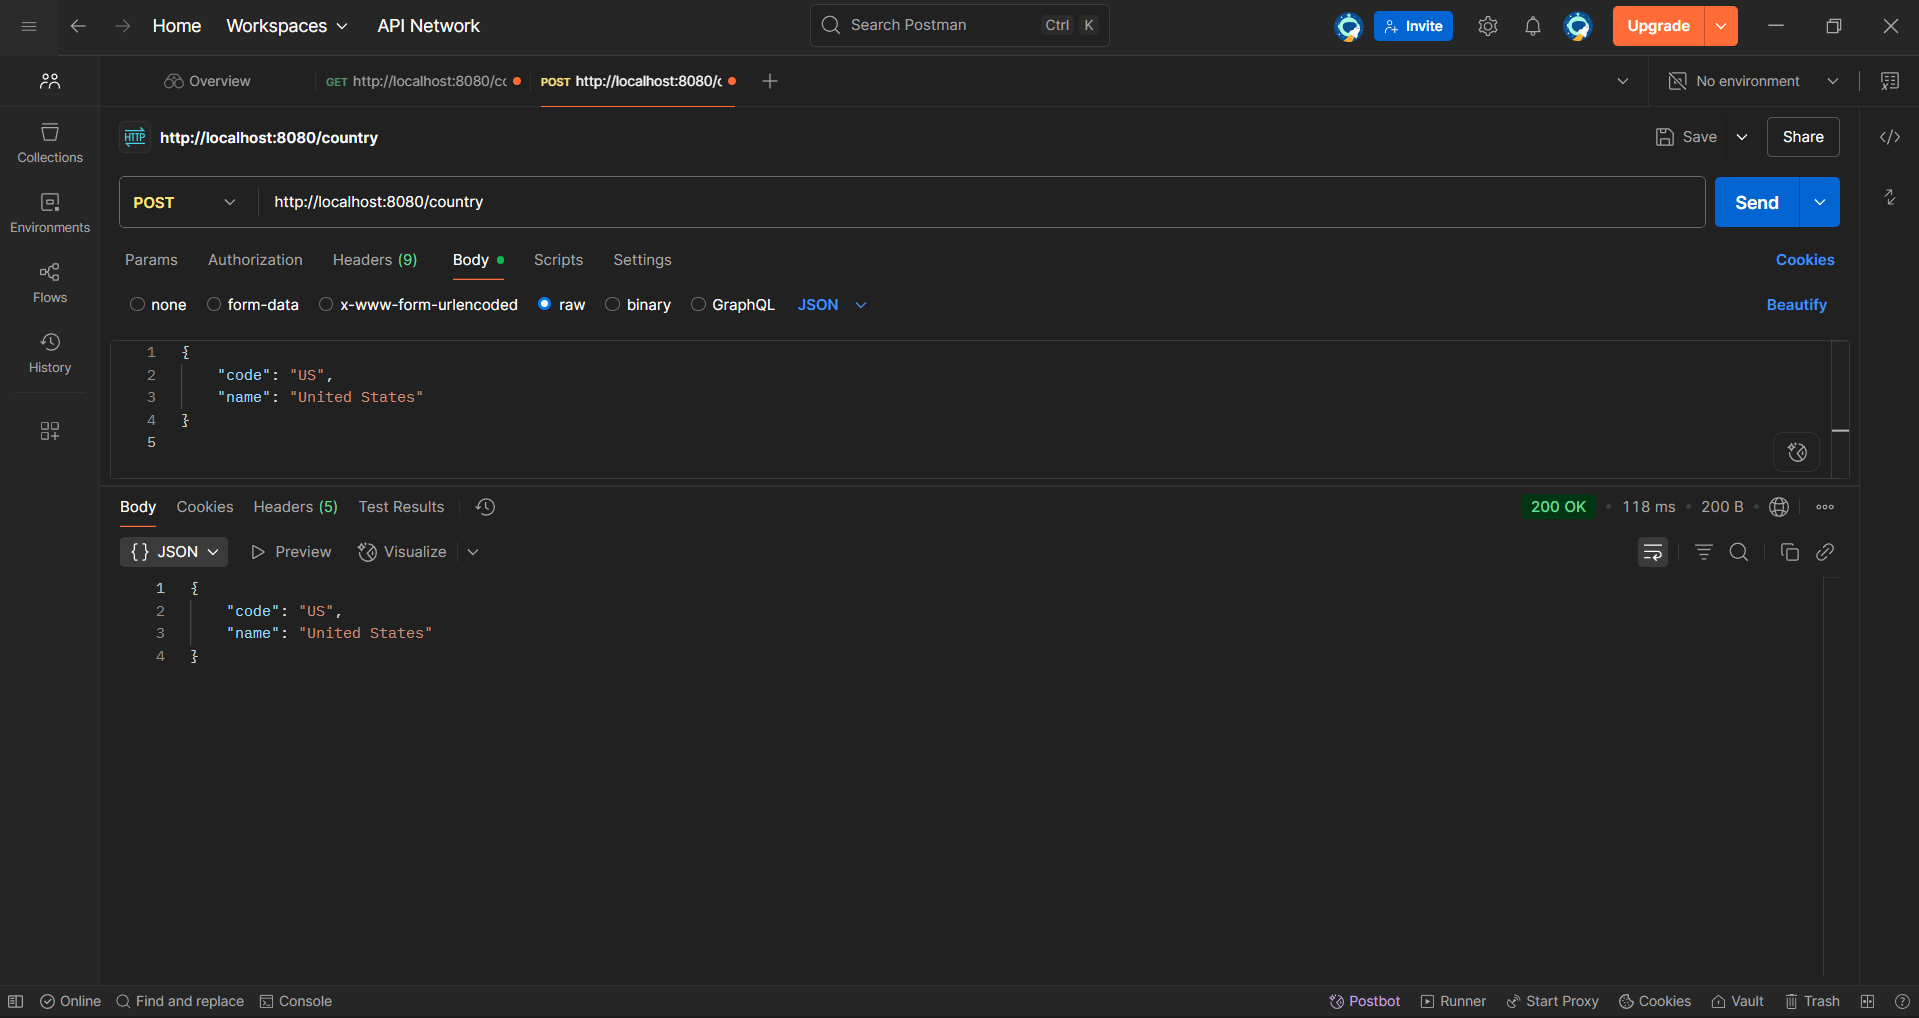 Home Workspaces API Network Search Postman Ctrl K Invite Upgrade
Overview GET http://localhost:8080/cc POST http://localhost:8080/c No environment
HTTP http://localhost:8080/country Save Share
Collections
POST http://localhost:8080/country Send
Environments
Params Authorization Headers (9) Body Scripts Settings Cookies
Flows
none form-data x-www-form-urlencoded raw binary GraphQL JSON Beautify
History
1 {
2 "code": "US",
3 "name": "United States"
4 }
5
Body Cookies Headers (5) Test Results 200 OK • 118 ms • 200 B •
{} JSON Preview Visualize
1 {
2 "code": "US",
3 "name": "United States"
4 }
Online Find and replace Console Postbot Runner Start Proxy Cookies Vault Trash